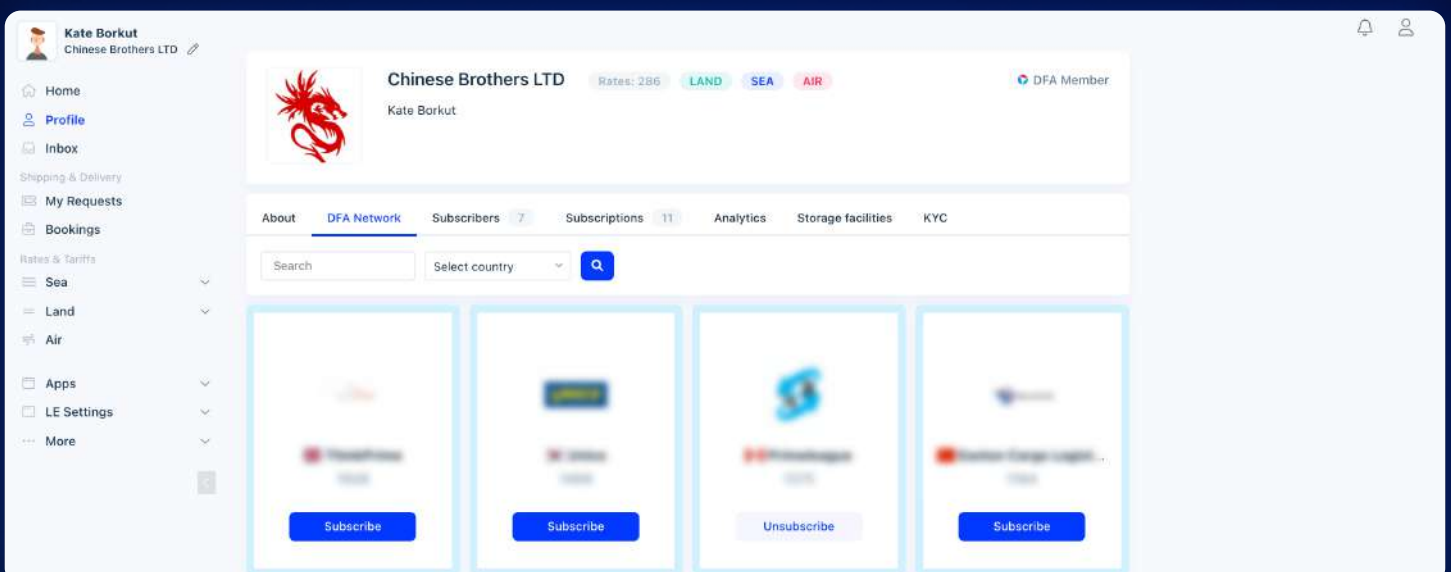 Kate Borkut
Chinese Brothers LTD
Home
Profile
Inbox
Shipping & Delivery
My Requests
Bookings
Rates & Tariffs
Sea
Land
Air
Apps
LE Settings
More
Chinese Brothers LTD Rates: 286 LAND SEA AIR
DFA Member
Kate Borkut
About DFA Network Subscribers 7 Subscriptions 11 Analytics Storage facilities KYC
Search Select country
Subscribe Subscribe Unsubscribe Subscribe